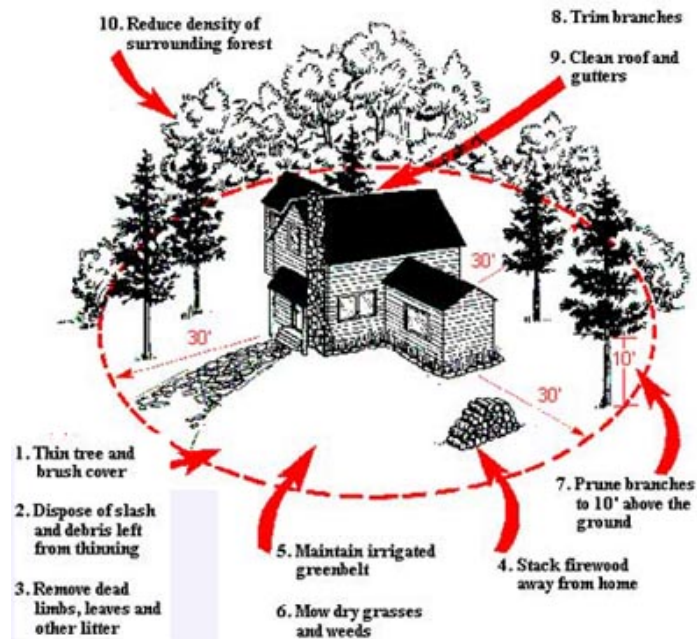 10. Reduce density of
surrounding forest
8. Trim branches
9. Clean roof and
gutters
30'
30'
10'
30'
1. Thin tree and
brush cover
2. Dispose of slash
and debris left
from thinning
3. Remove dead
limbs, leaves and
other litter
5. Maintain irrigated
greenbelt
6. Mow dry grasses
and weeds
4. Stack firewood
away from home
7. Prune branches
to 10' above the
ground